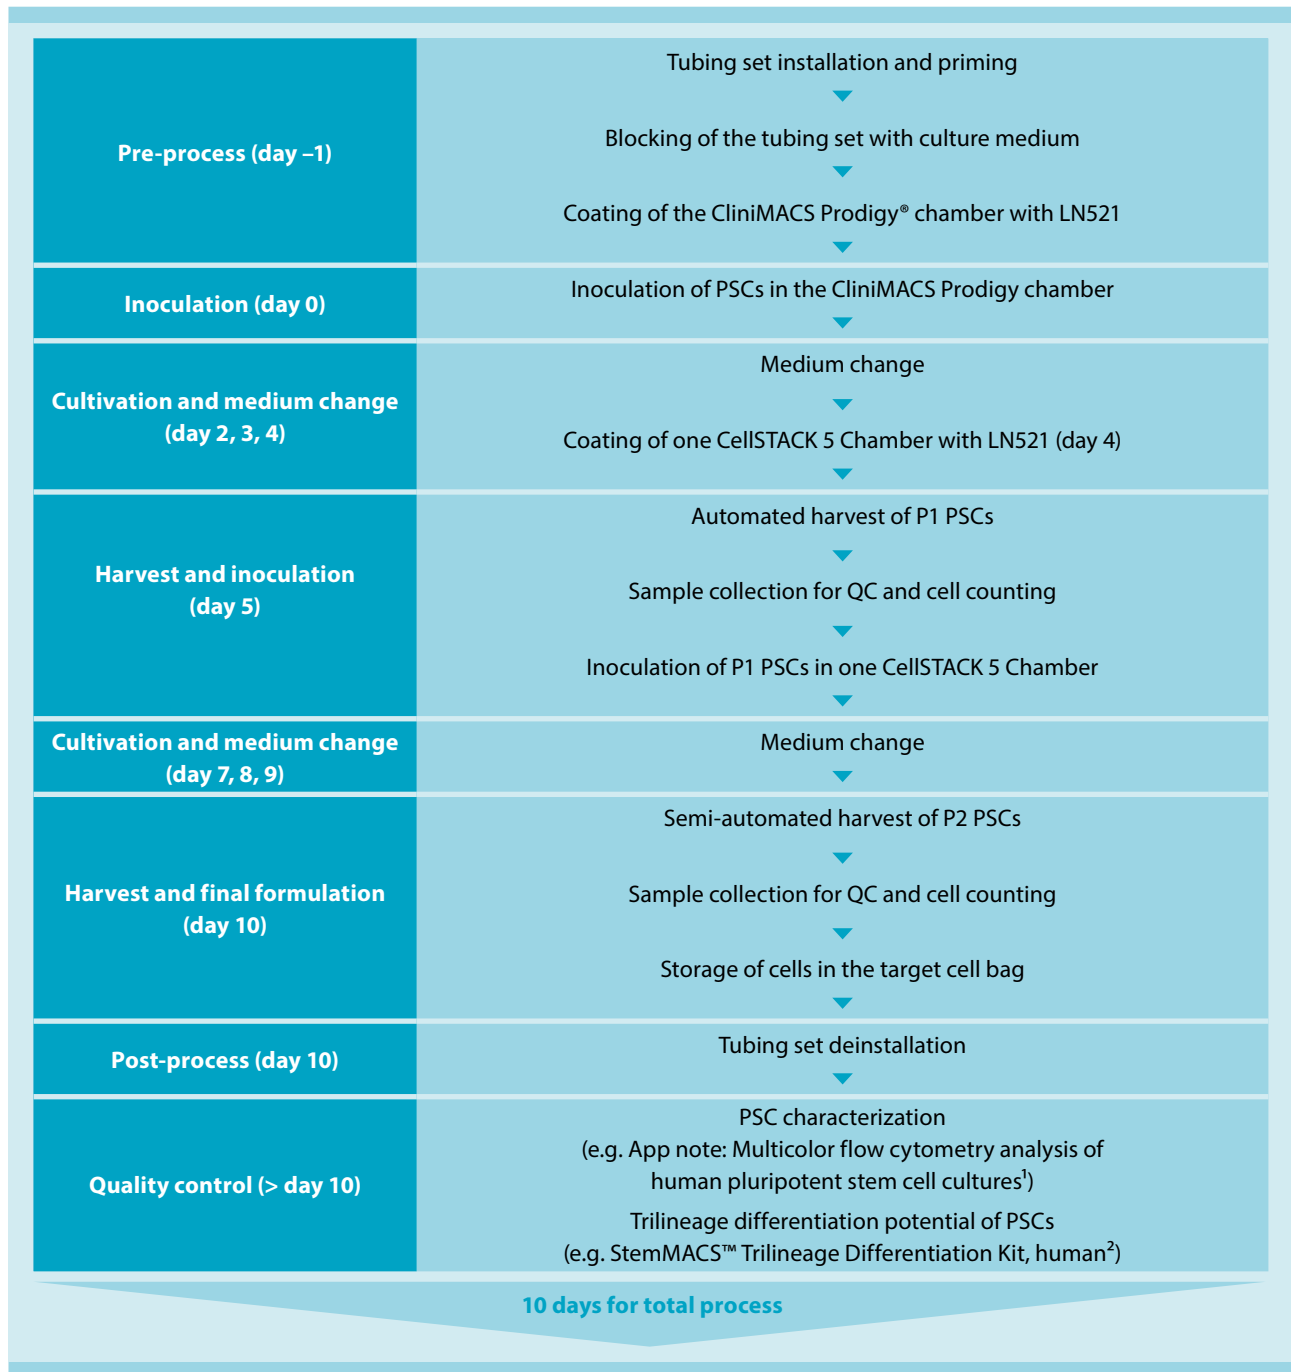 Pre-process (day –1)
Tubing set installation and priming
Blocking of the tubing set with culture medium
Coating of the CliniMACS Prodigy® chamber with LN521
Inoculation (day 0)
Inoculation of PSCs in the CliniMACS Prodigy chamber
Cultivation and medium change
(day 2, 3, 4)
Medium change
Coating of one CellSTACK 5 Chamber with LN521 (day 4)
Harvest and inoculation
(day 5)
Automated harvest of P1 PSCs
Sample collection for QC and cell counting
Inoculation of P1 PSCs in one CellSTACK 5 Chamber
Cultivation and medium change
(day 7, 8, 9)
Medium change
Harvest and final formulation
(day 10)
Semi-automated harvest of P2 PSCs
Sample collection for QC and cell counting
Storage of cells in the target cell bag
Post-process (day 10)
Tubing set deinstallation
Quality control (> day 10)
PSC characterization
(e.g. App note: Multicolor flow cytometry analysis of
human pluripotent stem cell cultures¹)
Trilineage differentiation potential of PSCs
(e.g. StemMACS™ Trilineage Differentiation Kit, human²)
10 days for total process